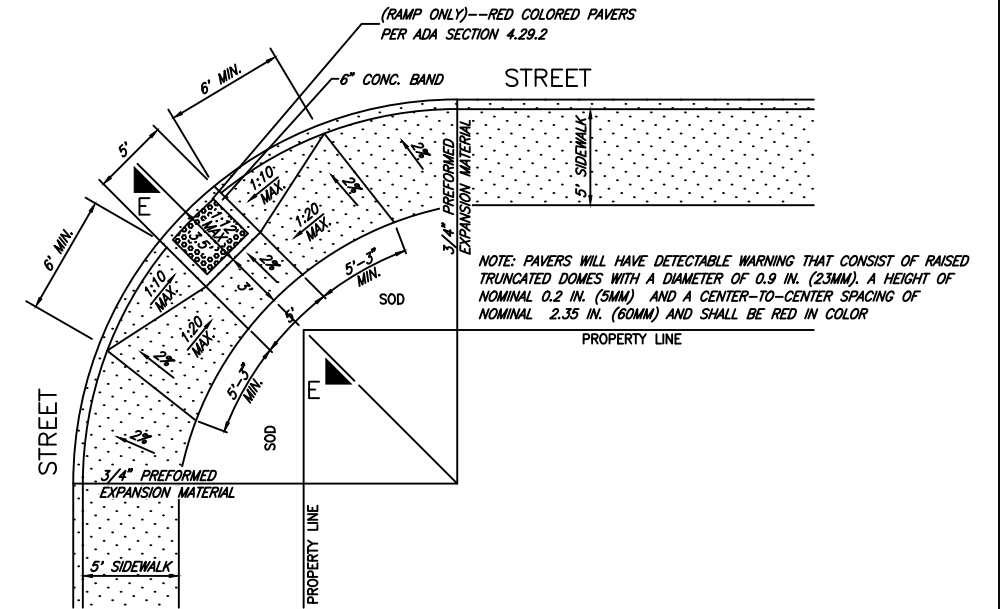 (RAMP ONLY)--RED COLORED PAVERS
PER ADA SECTION 4.29.2
6" CONC. BAND
STREET
6' MIN.
5'
E
6' MIN.
1:10
MAX.
1:12
MAX.
3.5'
1:10
MAX.
1:20
MAX.
2%
2%
2%
3'
1:20
MAX.
2%
2%
5'-3"
MIN.
5'
5'-3"
MIN.
SOD
SOD
3/4" PREFORMED
EXPANSION MATERIAL
5' SIDEWALK
NOTE: PAVERS WILL HAVE DETECTABLE WARNING THAT CONSIST OF RAISED
TRUNCATED DOMES WITH A DIAMETER OF 0.9 IN. (23MM). A HEIGHT OF
NOMINAL 0.2 IN. (5MM) AND A CENTER-TO-CENTER SPACING OF
NOMINAL 2.35 IN. (60MM) AND SHALL BE RED IN COLOR
PROPERTY LINE
E
STREET
3/4" PREFORMED
EXPANSION MATERIAL
PROPERTY LINE
5' SIDEWALK